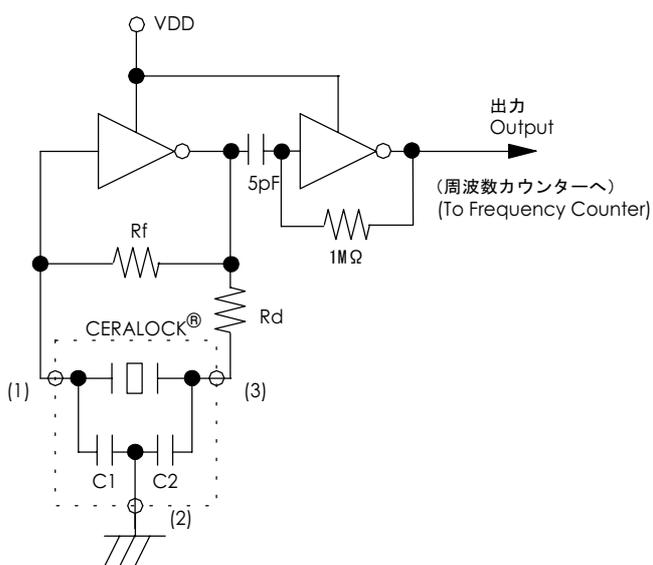 VDD
出力
Output
5pF
(周波数カウンターへ)
(To Frequency Counter)
Rf
1MΩ
Rd
CERALOCK®
(1)
(3)
C1
C2
(2)